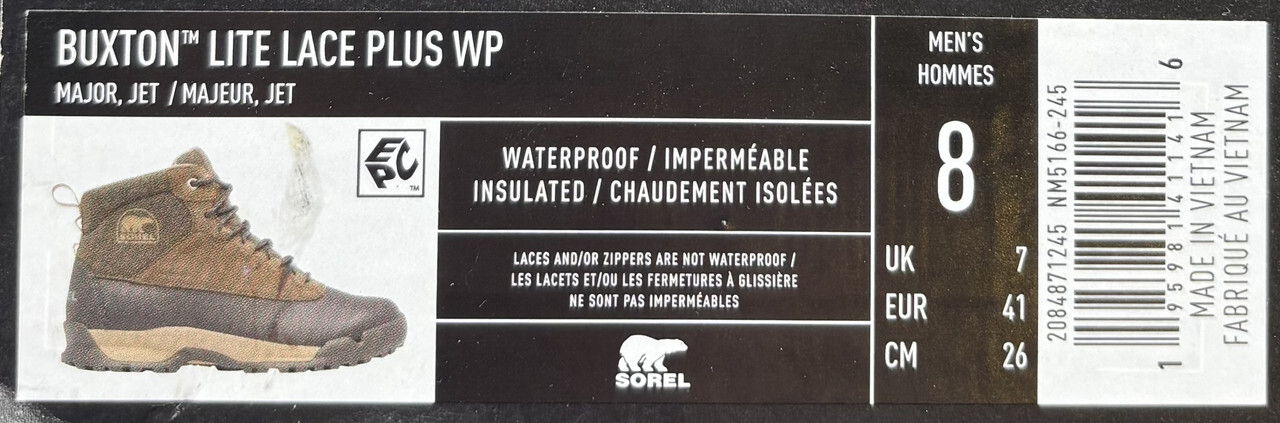 BUXTON™ LITE LACE PLUS WP
MAJOR, JET / MAJEUR, JET
SOREL
EPC™
WATERPROOF / IMPERMÉABLE
INSULATED / CHAUDEMENT ISOLÉES
LACES AND/OR ZIPPERS ARE NOT WATERPROOF /
LES LACETS ET/OU LES FERMETURES À GLISSIÈRE
NE SONT PAS IMPERMÉABLES
SOREL
MEN'S
HOMMES
8
UK 7
EUR 41
CM 26
2084871245 NM5166-245
1 95981 41141 6
MADE IN VIETNAM
FABRIQUÉ AU VIETNAM